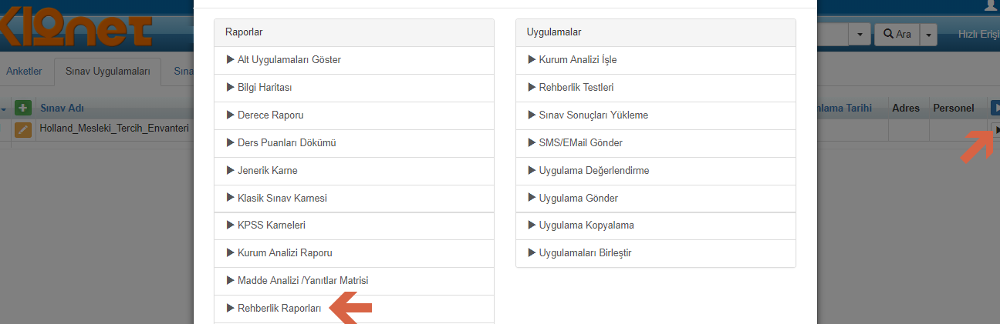 K12net
Ara
Hızlı Erişi
Anketler
Sınav Uygulamaları
Sına
Sınav Adı
nlama Tarihi
Adres
Personel
Holland_Mesleki_Tercih_Envanteri
Raporlar
Alt Uygulamaları Göster
Bilgi Haritası
Derece Raporu
Ders Puanları Dökümü
Jenerik Karne
Klasik Sınav Karnesi
KPSS Karneleri
Kurum Analizi Raporu
Madde Analizi /Yanıtlar Matrisi
Rehberlik Raporları
Uygulamalar
Kurum Analizi İşle
Rehberlik Testleri
Sınav Sonuçları Yükleme
SMS/EMail Gönder
Uygulama Değerlendirme
Uygulama Gönder
Uygulama Kopyalama
Uygulamaları Birleştir